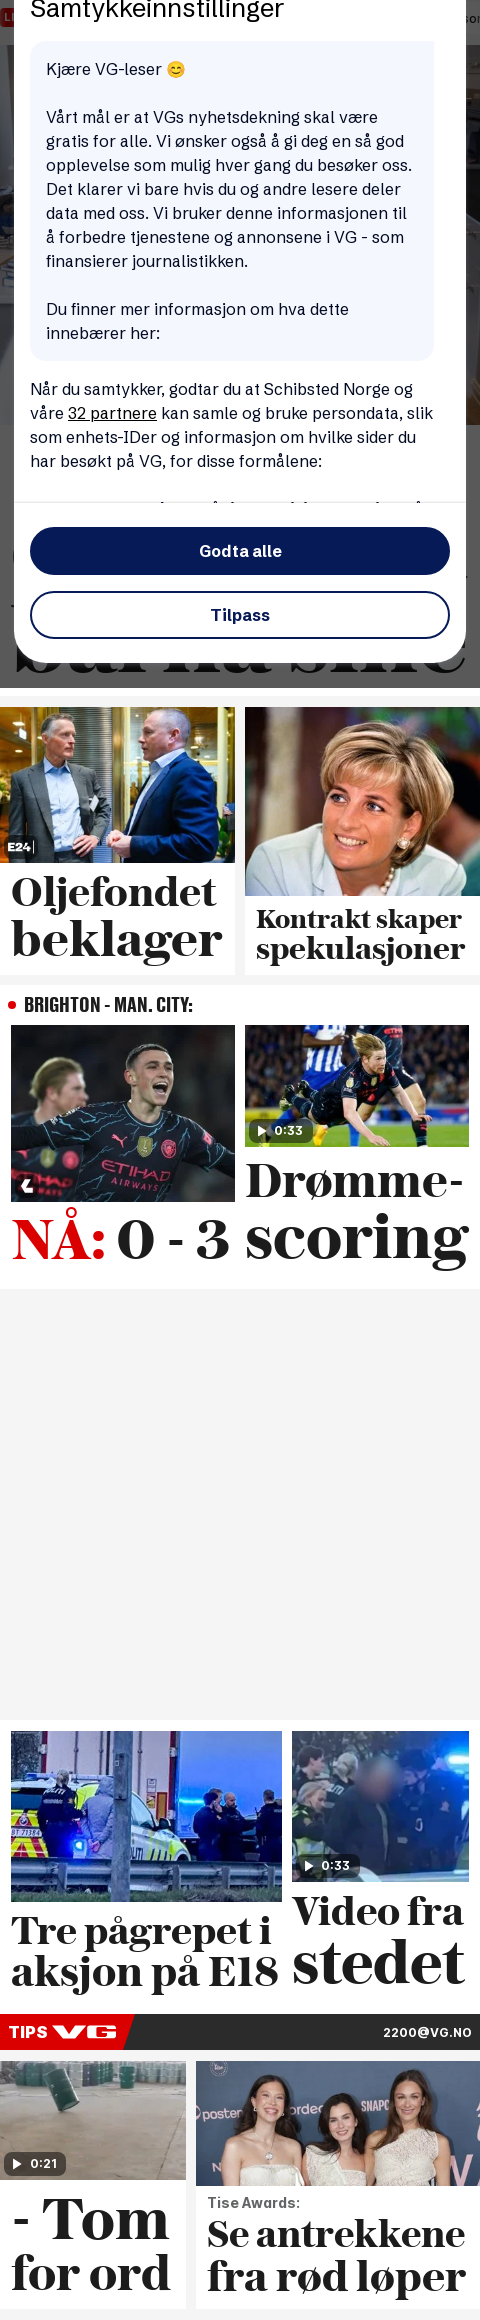 Samtykkeinnstillinger
Kjære VG-leser 😊
Vårt mål er at VGs nyhetsdekning skal være
gratis for alle. Vi ønsker også å gi deg en så god
opplevelse som mulig hver gang du besøker oss.
Det klarer vi bare hvis du og andre lesere deler
data med oss. Vi bruker denne informasjonen til
å forbedre tjenestene og annonsene i VG - som
finansierer journalistikken.
Du finner mer informasjon om hva dette
innebærer her:
Når du samtykker, godtar du at Schibsted Norge og
våre 32 partnere kan samle og bruke persondata, slik
som enhets-IDer og informasjon om hvilke sider du
har besøkt på VG, for disse formålene:
Godta alle
Tilpass
E24
Oljefondet
beklager
Kontrakt skaper
spekulasjoner
BRIGHTON - MAN. CITY:
ETIHAD
AIRWAYS
NÅ: 0 - 3
0:33
Drømme-
scoring
Tre pågrepet i
aksjon på E18
0:33
Video fra
stedet
TIPS VG
2200@VG.NO
0:21
- Tom
for ord
poster
SNAPC
Tise Awards:
Se antrekkene
fra rød løper